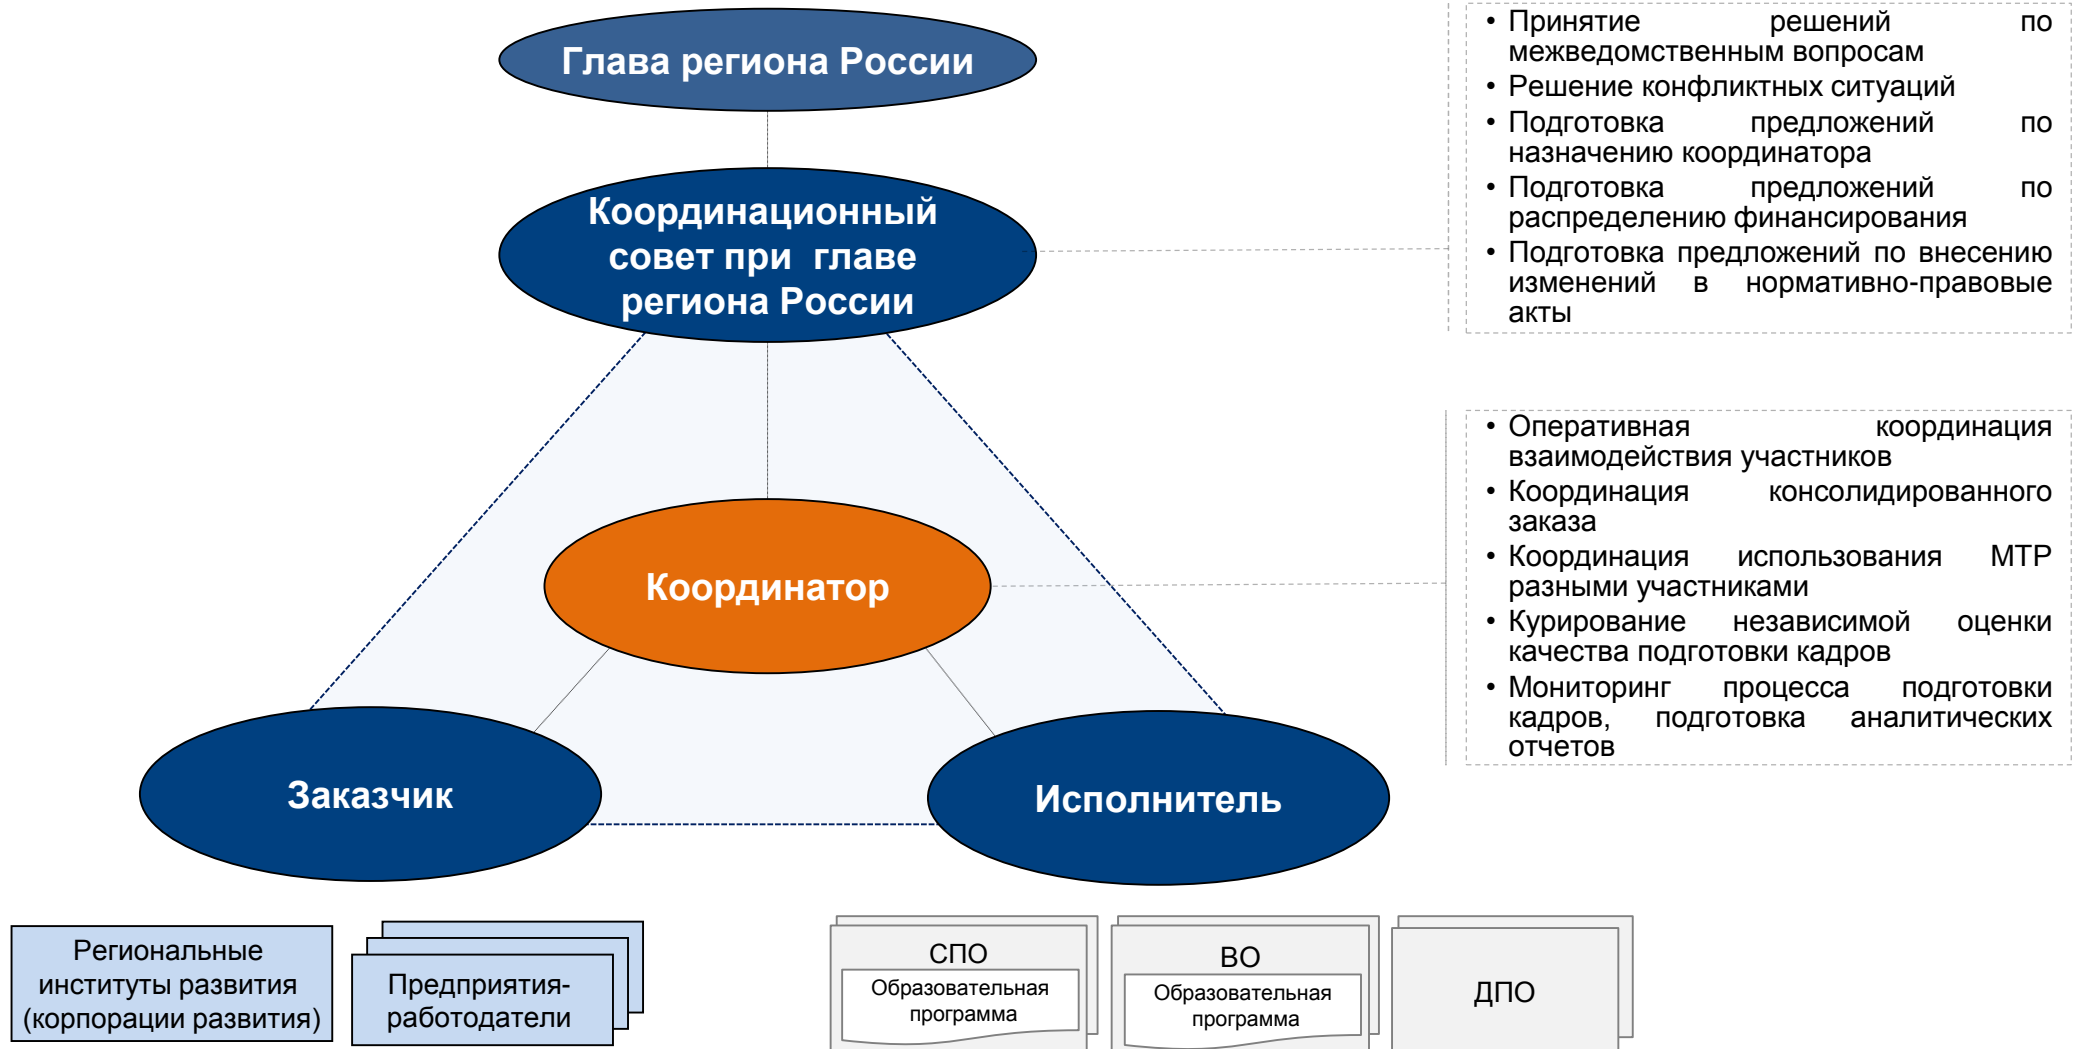 Глава региона России
Координационный
совет при главе
региона России
• Принятие решений по
межведомственным вопросам
• Решение конфликтных ситуаций
• Подготовка предложений по
назначению координатора
• Подготовка предложений по
распределению финансирования
• Подготовка предложений по внесению
изменений в нормативно-правовые
акты
Координатор
• Оперативная координация
взаимодействия участников
• Координация консолидированного
заказа
• Координация использования МТР
разными участниками
• Курирование независимой оценки
качества подготовки кадров
• Мониторинг процесса подготовки
кадров, подготовка аналитических
отчетов
Заказчик
Исполнитель
Региональные
институты развития
(корпорации развития)
Предприятия-
работодатели
СПО
Образовательная
программа
ВО
Образовательная
программа
ДПО